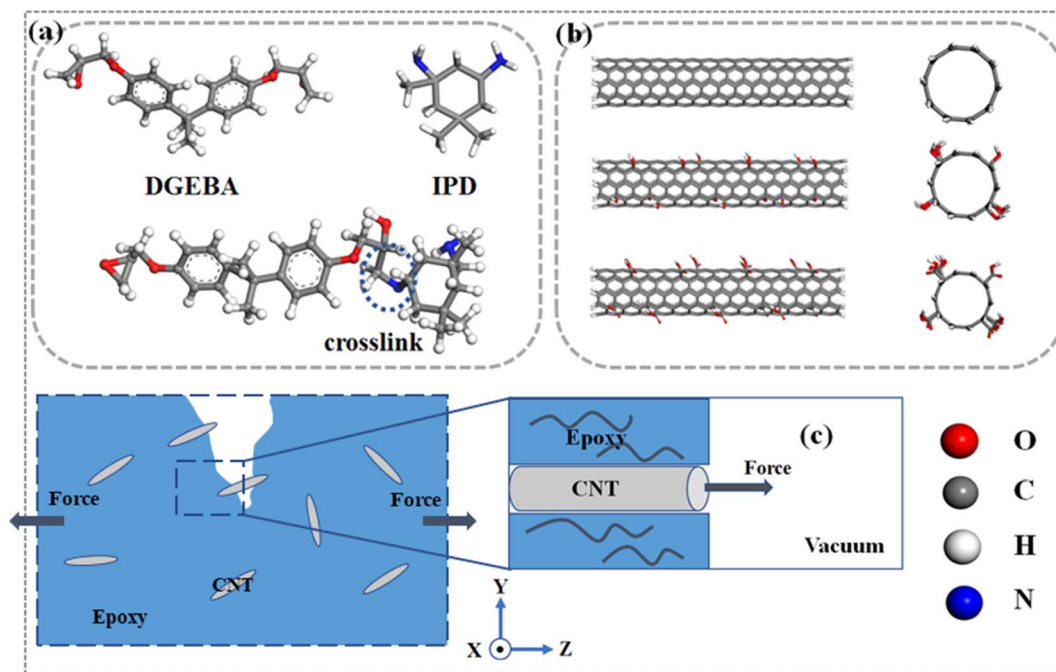 (a)
DGEBA
IPD
crosslink
(b)
Force
Force
CNT
Epoxy
Epoxy
(c)
CNT
Force
Vacuum
Y
X
Z
O
C
H
N